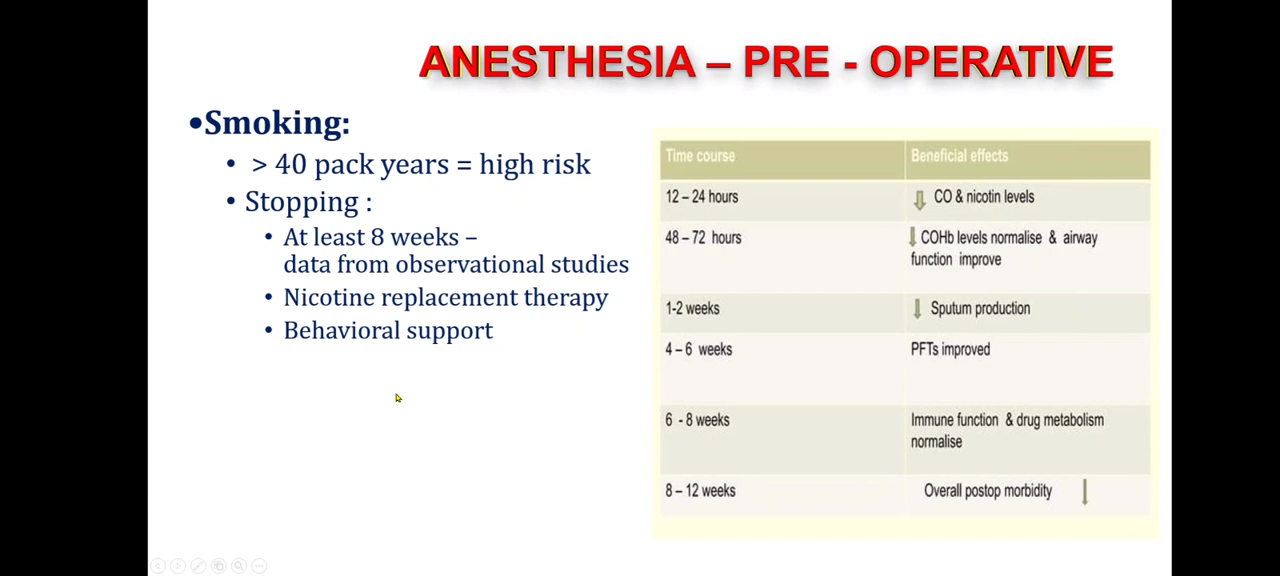 ANESTHESIA – PRE - OPERATIVE
•Smoking:
• > 40 pack years = high risk
• Stopping :
• At least 8 weeks –
data from observational studies
• Nicotine replacement therapy
• Behavioral support
Time course Beneficial effects
12 – 24 hours ⇩ CO & nicotin levels
48 – 72 hours ⇩ COHb levels normalise & airway
function improve
1-2 weeks ⇩ Sputum production
4 – 6 weeks PFTs improved
6 - 8 weeks Immune function & drug metabolism
normalise
8 – 12 weeks Overall postop morbidity ↓